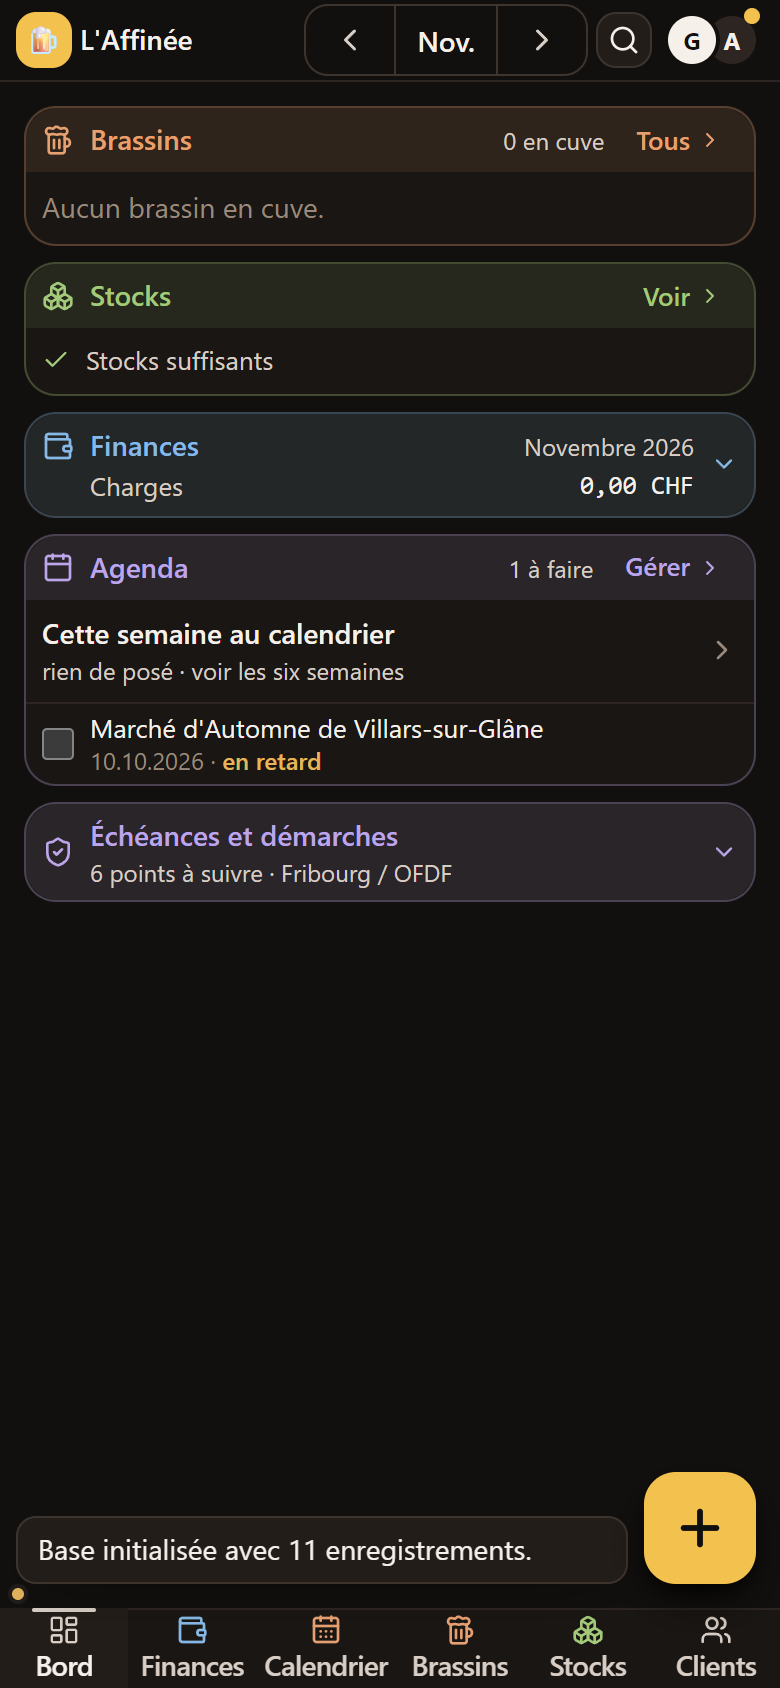 L'Affinée
Nov.
G
A
Brassins
0 en cuve
Tous
Aucun brassin en cuve.
Stocks
Voir
Stocks suffisants
Finances
Novembre 2026
Charges
0,00 CHF
Agenda
1 à faire
Gérer
Cette semaine au calendrier
rien de posé · voir les six semaines
Marché d'Automne de Villars-sur-Glâne
10.10.2026 · en retard
Échéances et démarches
6 points à suivre · Fribourg / OFDF
Base initialisée avec 11 enregistrements.
Bord
Finances
Calendrier
Brassins
Stocks
Clients